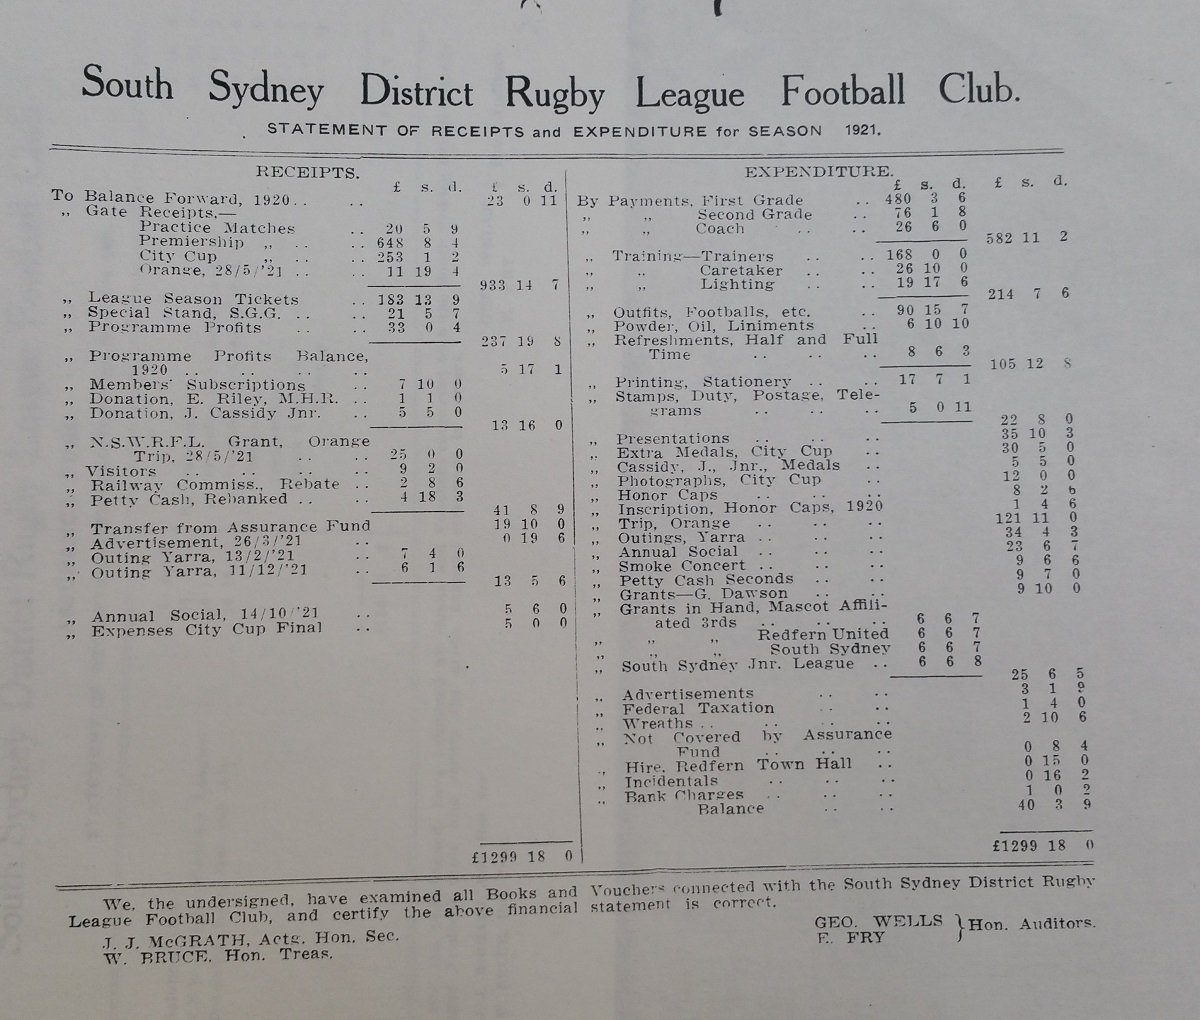 South Sydney District Rugby League Football Club.
STATEMENT OF RECEIPTS and EXPENDITURE for SEASON 1921.
RECEIPTS.
£ s. d. £ s. d.
To Balance Forward, 1920 . . . . 23 0 11
„ Gate Receipts,—
Practice Matches . . 20 5 9
Premiership „ . . . . 648 8 4
City Cup „ . . . . 253 1 2
Orange, 28/5/'21 . . . . 11 19 4
933 14 7
„ League Season Tickets . . 183 13 9
„ Special Stand, S.G.G. . . . . 21 5 7
„ Programme Profits . . . . 33 0 4
237 19 8
„ Programme Profits Balance,
1920 . . . . . . . . 5 17 1
„ Members' Subscriptions . . 7 10 0
„ Donation, E. Riley, M.H.R. . . 1 1 0
„ Donation, J. Cassidy Jnr. . . 5 5 0
13 16 0
„ N.S.W.R.F.L. Grant, Orange
Trip, 28/5/'21 . . . . 25 0 0
„ Visitors . . . . . . . . 9 2 0
„ Railway Commiss., Rebate . . 2 8 6
„ Petty Cash, Rebanked . . . . 4 18 3
41 8 9
„ Transfer from Assurance Fund 19 10 0
„ Advertisement, 26/3/'21 . . 0 19 6
„ Outing Yarra, 13/2/'21 . . 7 4 0
„ Outing Yarra, 11/12/'21 . . 6 1 6
13 5 6
„ Annual Social, 14/10/'21 . . 5 6 0
„ Expenses City Cup Final . . 5 0 0
£1299 18 0
EXPENDITURE.
£ s. d. £ s. d.
By Payments, First Grade . . 480 3 6
„ „ Second Grade . . 76 1 8
„ „ Coach . . . . 26 6 0
582 11 2
„ Training—Trainers . . . . 168 0 0
„ „ Caretaker . . . . 26 10 0
„ „ Lighting . . . . 19 17 6
214 7 6
„ Outfits, Footballs, etc. . . 90 15 7
„ Powder, Oil, Liniments . . 6 10 10
„ Refreshments, Half and Full
Time . . . . . . 8 6 3
105 12 8
„ Printing, Stationery . . . . 17 7 1
„ Stamps, Duty, Postage, Tele-
grams . . . . . . 5 0 11
22 8 0
„ Presentations . . . . . . 35 10 3
„ Extra Medals, City Cup . . 30 5 0
„ Cassidy, J., Jnr., Medals . . 5 5 0
„ Photographs, City Cup . . 12 0 0
„ Honor Caps . . . . . . 8 2 6
„ Inscription, Honor Caps, 1920 1 4 6
„ Trip, Orange . . . . . . 121 11 0
„ Outings, Yarra . . . . . . 34 4 3
„ Annual Social . . . . . . 23 6 7
„ Smoke Concert . . . . . . 9 6 6
„ Petty Cash Seconds . . . . 9 7 0
„ Grants—G. Dawson . . . . 9 10 0
„ Grants in Hand, Mascot Affili-
ated 3rds . . . . . . 6 6 7
„ „ „ Redfern United 6 6 7
„ „ „ South Sydney 6 6 7
„ South Sydney Jnr. League . . 6 6 8
25 6 5
„ Advertisements . . . . 3 1 9
„ Federal Taxation . . . . 1 4 0
„ Wreaths . . . . . . . . 2 10 6
„ Not Covered by Assurance
Fund . . . . . . 0 8 4
„ Hire, Redfern Town Hall . . 0 15 0
„ Incidentals . . . . . . 0 16 2
„ Bank Charges . . . . . . 1 0 2
Balance . . . . 40 3 9
£1299 18 0
We, the undersigned, have examined all Books and Vouchers connected with the South Sydney District Rugby
League Football Club, and certify the above financial statement is correct.
J. J. McGRATH, Actg. Hon. Sec.
W. BRUCE, Hon. Treas.
GEO. WELLS } Hon. Auditors.
E. FRY